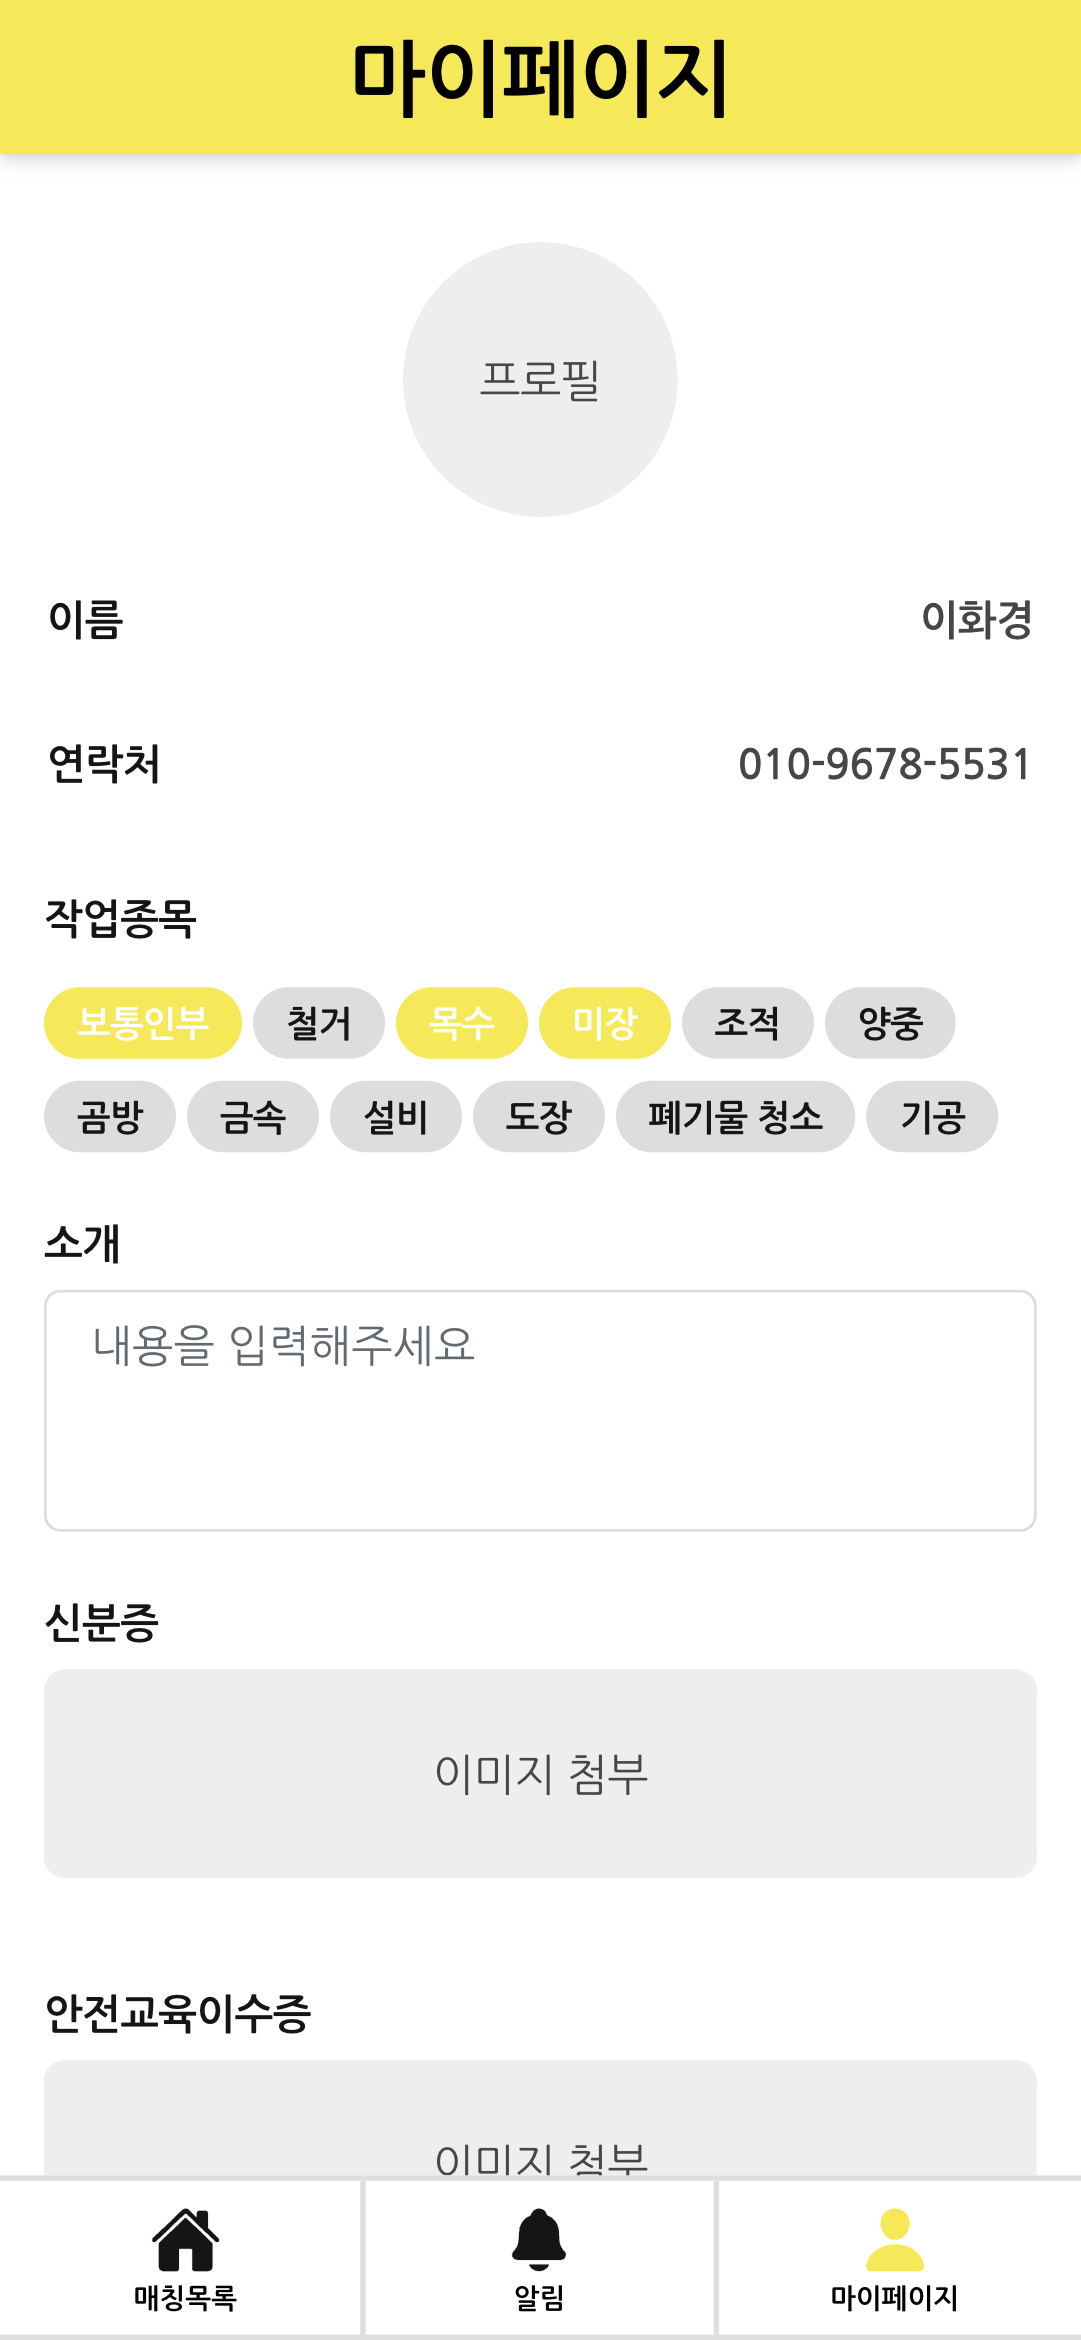 마이페이지
프로필
이름 이화경
연락처 010-9678-5531
작업종목
보통인부 철거 목수 미장 조적 양중
곰방 금속 설비 도장 폐기물 청소 기공
소개
내용을 입력해주세요
신분증
이미지 첨부
안전교육이수증
이미지 첨부
매칭목록 알림 마이페이지